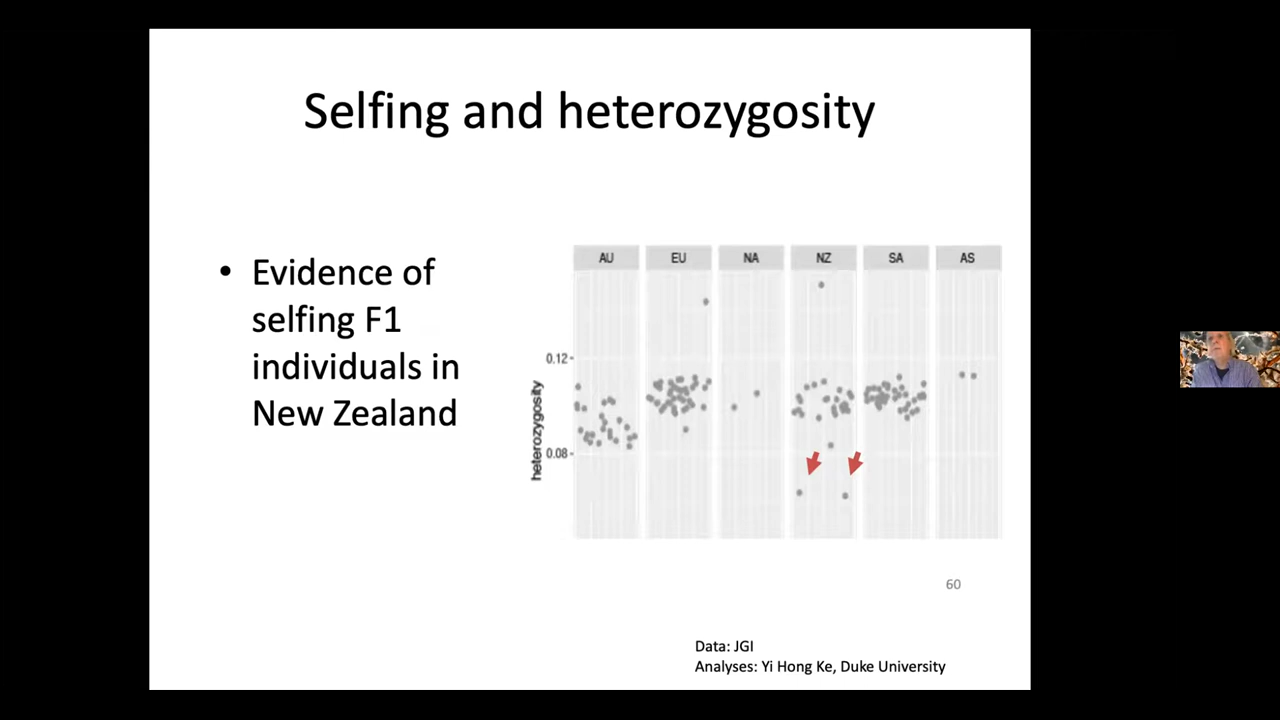 Selfing and heterozygosity
• Evidence of
selfing F1
individuals in
New Zealand
AU EU NA NZ SA AS
0.12
heterozygosity
0.08
60
Data: JGI
Analyses: Yi Hong Ke, Duke University